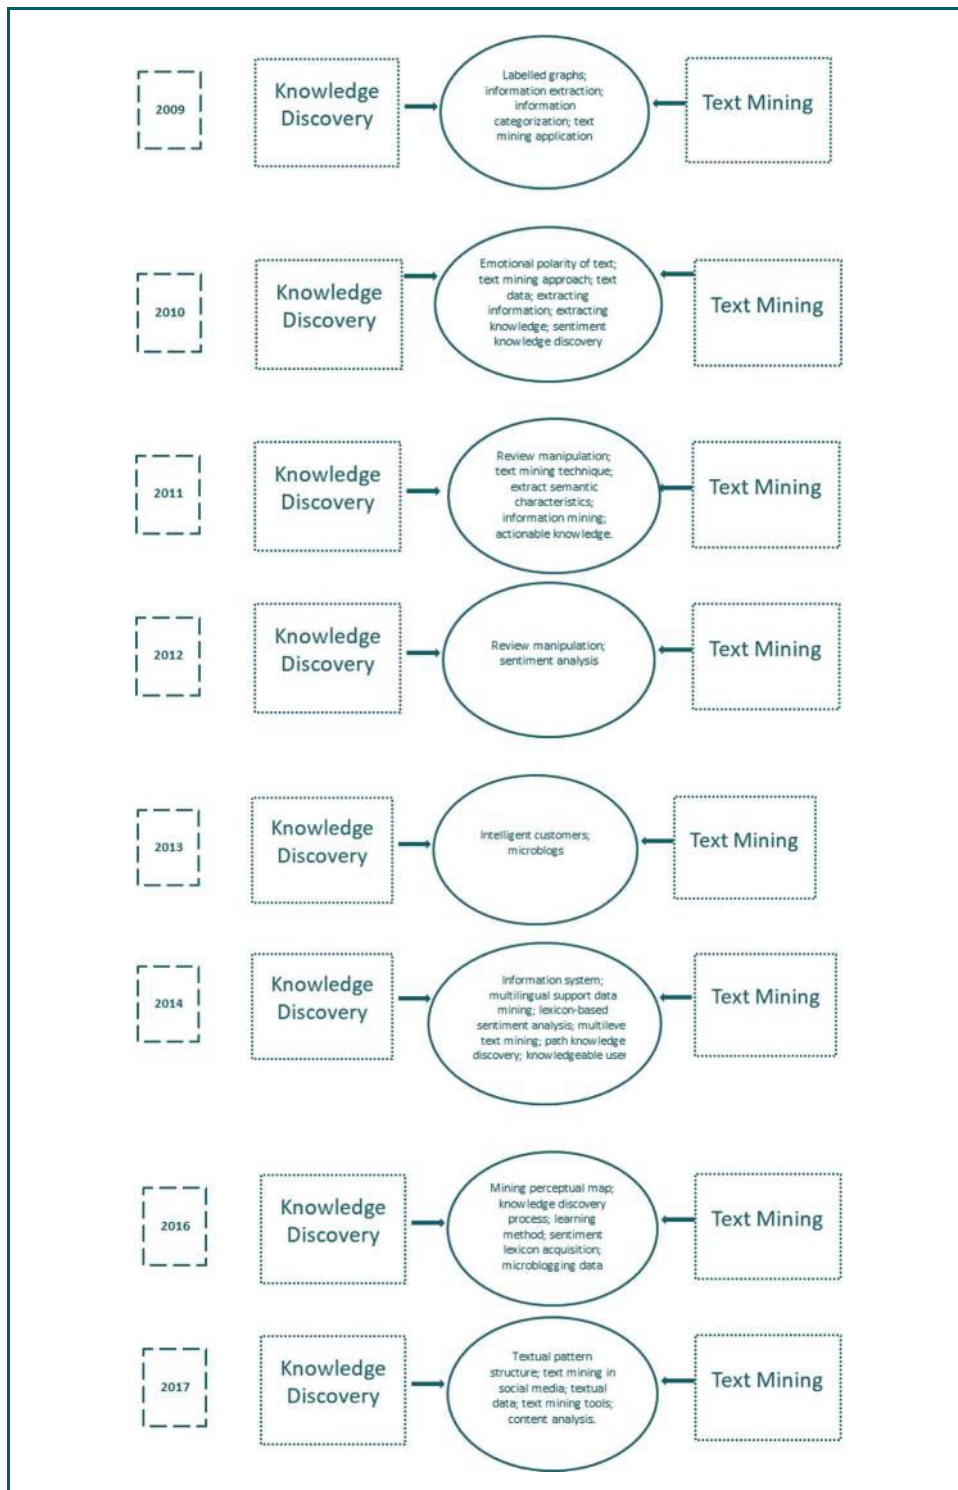 2009
Knowledge
Discovery
Labelled graphs;
information extraction;
information
categorization; text
mining application
Text Mining
2010
Knowledge
Discovery
Emotional polarity of text;
text mining approach; text
data; extracting
information; extracting
knowledge; sentiment
knowledge discovery
Text Mining
2011
Knowledge
Discovery
Review manipulation;
text mining technique;
extract semantic
characteristics;
information mining;
actionable knowledge.
Text Mining
2012
Knowledge
Discovery
Review manipulation;
sentiment analysis
Text Mining
2013
Knowledge
Discovery
Intelligent customers;
microblogs
Text Mining
2014
Knowledge
Discovery
Information system;
multilingual support data
mining; lexicon-based
sentiment analysis; multileve
text mining; path knowledge
discovery; knowledgeable user
Text Mining
2016
Knowledge
Discovery
Mining perceptual map;
knowledge discovery
process; learning
method; sentiment
lexicon acquisition;
microblogging data
Text Mining
2017
Knowledge
Discovery
Textual pattern
structure; text mining in
social media; textual
data; text mining tools;
content analysis.
Text Mining